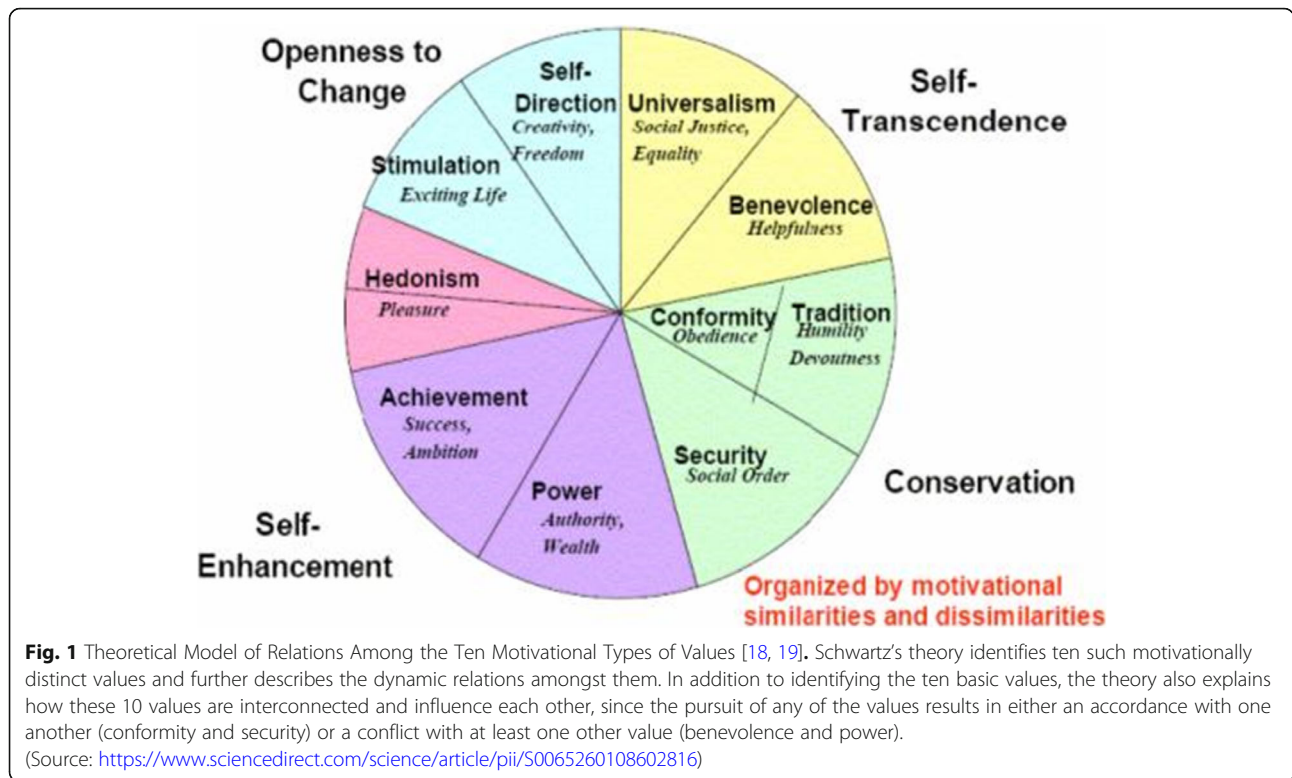 Openness to
Change
Self-
Direction
Creativity,
Freedom
Universalism
Social Justice,
Equality
Self-
Transcendence
Stimulation
Exciting Life
Benevolence
Helpfulness
Hedonism
Pleasure
Conformity
Obedience
Tradition
Humility
Devoutness
Achievement
Success,
Ambition
Security
Social Order
Power
Authority,
Wealth
Conservation
Self-
Enhancement
Organized by motivational
similarities and dissimilarities
Fig. 1 Theoretical Model of Relations Among the Ten Motivational Types of Values [18, 19]. Schwartz's theory identifies ten such motivationally
distinct values and further describes the dynamic relations amongst them. In addition to identifying the ten basic values, the theory also explains
how these 10 values are interconnected and influence each other, since the pursuit of any of the values results in either an accordance with one
another (conformity and security) or a conflict with at least one other value (benevolence and power).
(Source: https://www.sciencedirect.com/science/article/pii/S0065260108602816)